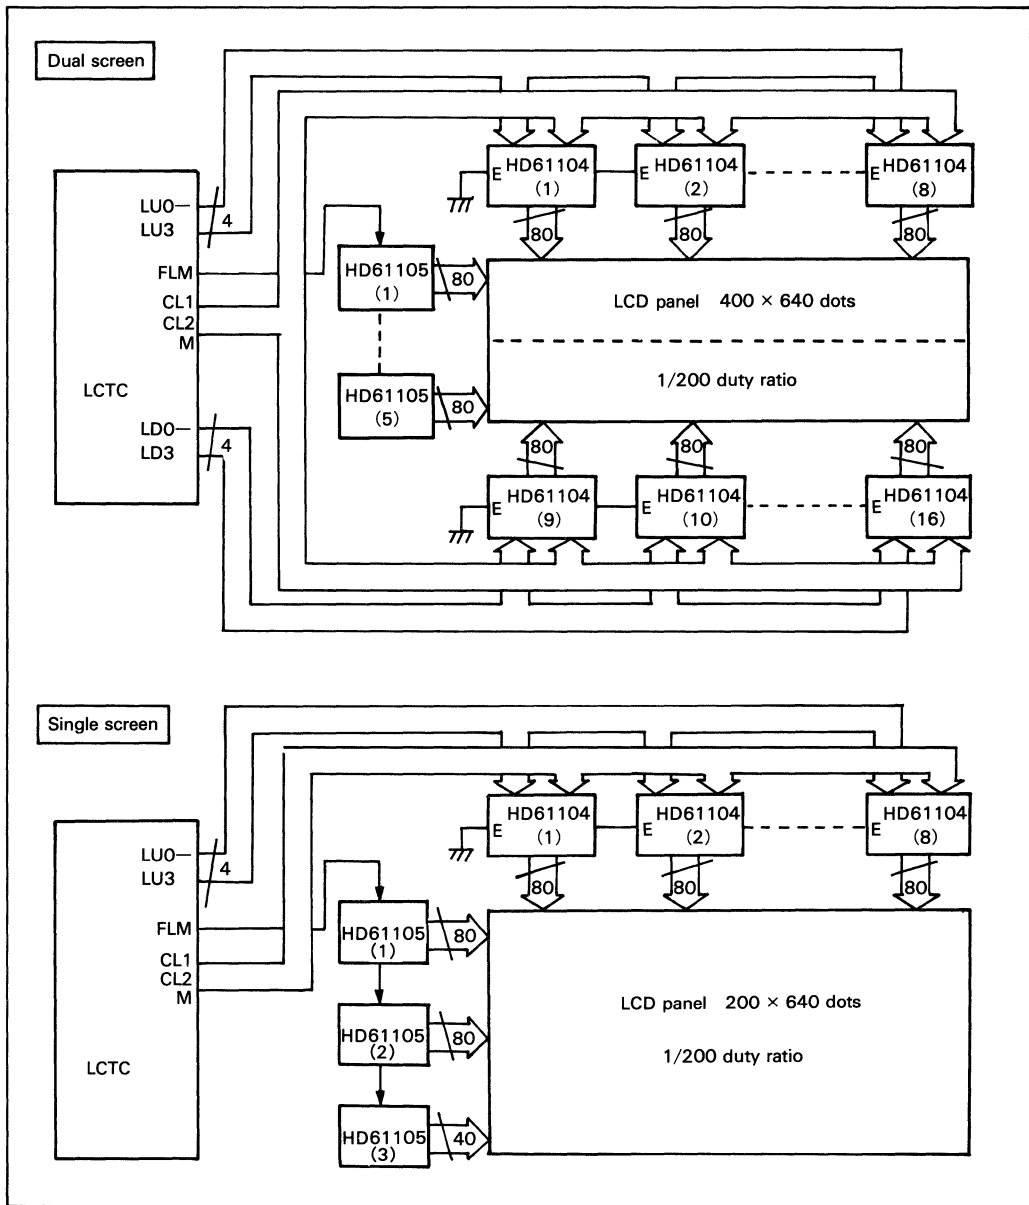 Dual screen
LU0—
LU3
4
FLM
CL1
CL2
M
LCTC
LD0—
LD3
4
E HD61104
(1)
E HD61104
(2)
E HD61104
(8)
80
80
80
HD61105
(1)
80
HD61105
(5)
80
LCD panel 400 × 640 dots
1/200 duty ratio
80
80
80
E HD61104
(9)
E HD61104
(10)
E HD61104
(16)
Single screen
LU0—
LU3
4
FLM
CL1
CL2
M
LCTC
E HD61104
(1)
E HD61104
(2)
E HD61104
(8)
80
80
80
HD61105
(1)
80
HD61105
(2)
80
HD61105
(3)
40
LCD panel 200 × 640 dots
1/200 duty ratio